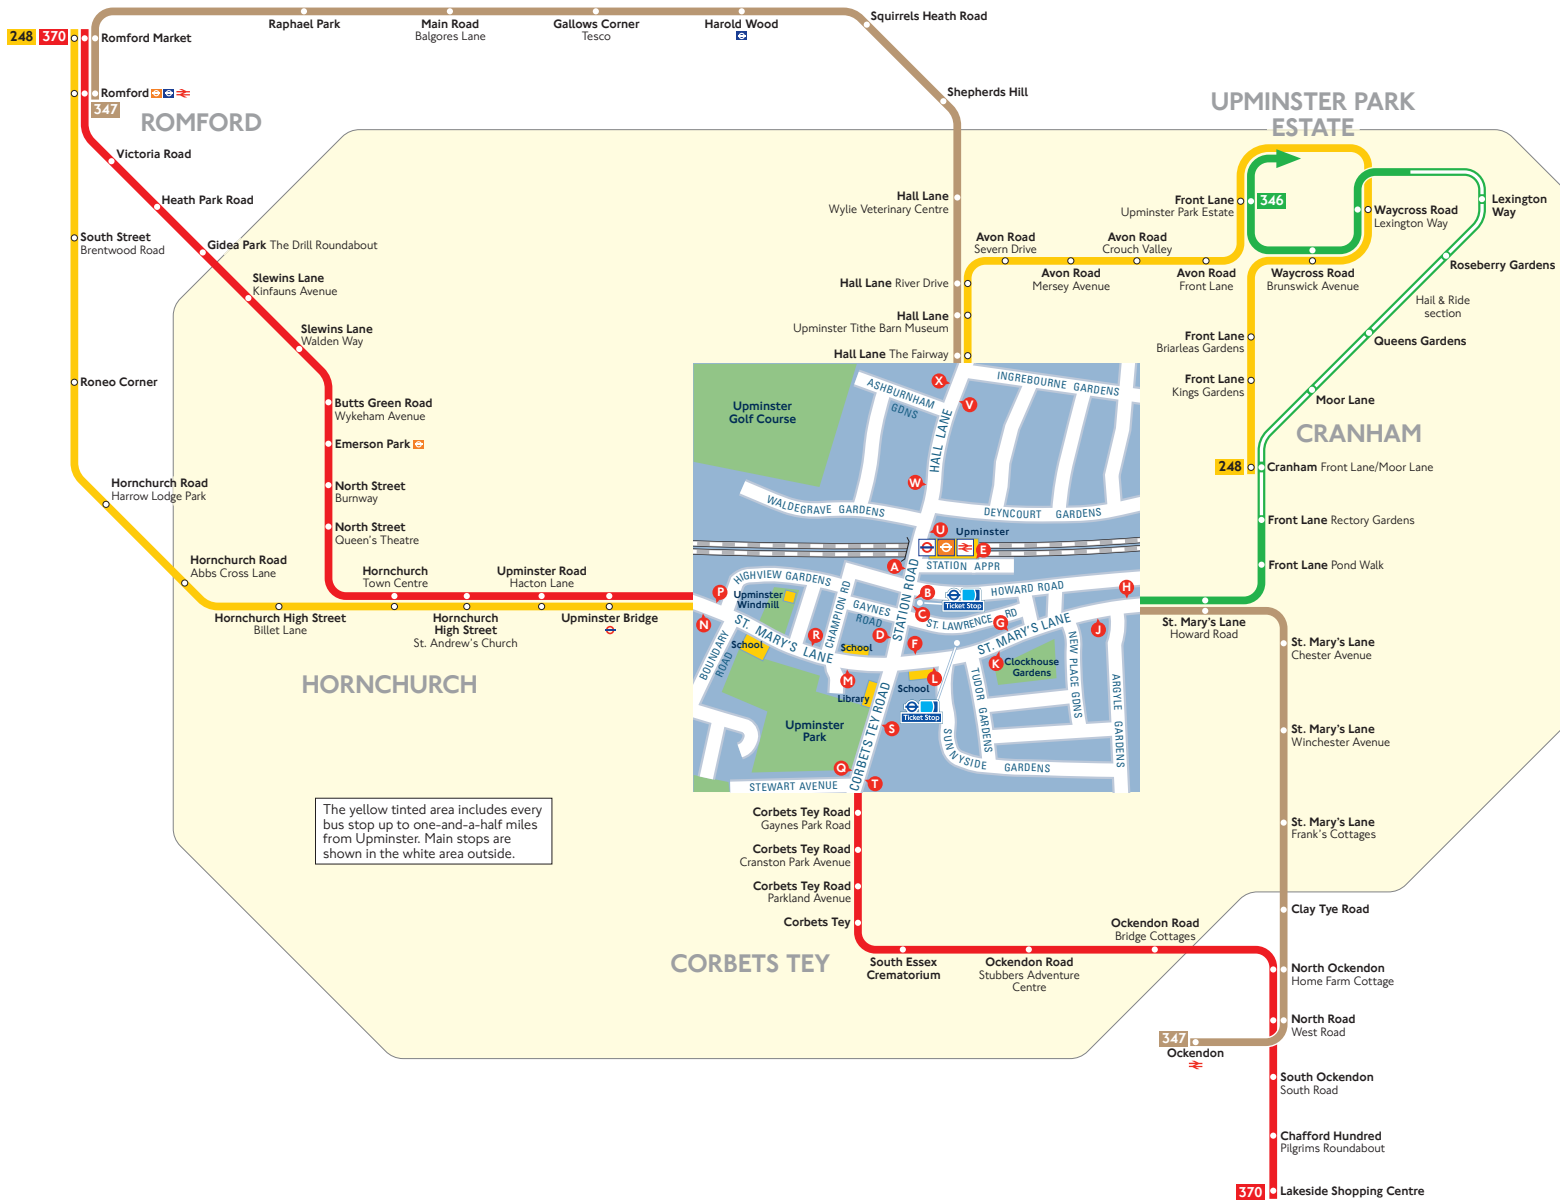 Raphael Park
Main Road
Balgores Lane
Gallows Corner
Tesco
Harold Wood
Squirrels Heath Road
248
370
Romford Market
Romford
347
ROMFORD
Shepherds Hill
UPMINSTER PARK
ESTATE
Victoria Road
Heath Park Road
South Street
Brentwood Road
Gidea Park The Drill Roundabout
Slewins Lane
Kinfauns Avenue
Slewins Lane
Walden Way
Roneo Corner
Butts Green Road
Wykeham Avenue
Emerson Park
North Street
Burnway
North Street
Queen's Theatre
Hornchurch Road
Harrow Lodge Park
Hornchurch Road
Abbs Cross Lane
Hornchurch
Town Centre
Upminster Road
Hacton Lane
Hornchurch High Street
Billet Lane
Hornchurch
High Street
St. Andrew's Church
Upminster Bridge
HORNCHURCH
Hall Lane
Wylie Veterinary Centre
Hall Lane River Drive
Hall Lane
Upminster Tithe Barn Museum
Hall Lane The Fairway
Avon Road
Severn Drive
Avon Road
Mersey Avenue
Avon Road
Crouch Valley
Avon Road
Front Lane
Front Lane
Upminster Park Estate
346
Waycross Road
Lexington Way
Lexington
Way
Waycross Road
Brunswick Avenue
Roseberry Gardens
Hail & Ride
section
Front Lane
Briarleas Gardens
Queens Gardens
Front Lane
Kings Gardens
Moor Lane
CRANHAM
248
Cranham Front Lane/Moor Lane
Front Lane Rectory Gardens
Front Lane Pond Walk
St. Mary's Lane
Howard Road
St. Mary's Lane
Chester Avenue
St. Mary's Lane
Winchester Avenue
St. Mary's Lane
Frank's Cottages
Clay Tye Road
North Ockendon
Home Farm Cottage
North Road
West Road
347
Ockendon
South Ockendon
South Road
Chafford Hundred
Pilgrims Roundabout
370
Lakeside Shopping Centre
Upminster
Golf Course
ASHBURNHAM
GDNS
INGREBOURNE GARDENS
X
V
HALL LANE
W
WALDEGRAVE GARDENS
DEYNCOURT GARDENS
U
Upminster
E
A
STATION APPR
STATION ROAD
HIGHVIEW GARDENS
P
Upminster
Windmill
CHAMPION RD
GAYNES
ROAD
B
Ticket Stop
HOWARD ROAD
H
C
ST. LAWRENCE RD
G
N
ST. MARY'S LANE
R
D
F
ST. MARY'S LANE
J
BOUNDARY
ROAD
School
School
K
Clockhouse
Gardens
NEW PLACE GDNS
M
Library
School
L
Ticket Stop
TUDOR GARDENS
ARGYLE GARDENS
Upminster
Park
CORBETS TEY ROAD
S
SUNNYSIDE GARDENS
Q
T
STEWART AVENUE
The yellow tinted area includes every
bus stop up to one-and-a-half miles
from Upminster. Main stops are
shown in the white area outside.
Corbets Tey Road
Gaynes Park Road
Corbets Tey Road
Cranston Park Avenue
Corbets Tey Road
Parkland Avenue
Corbets Tey
CORBETS TEY
South Essex
Crematorium
Ockendon Road
Stubbers Adventure
Centre
Ockendon Road
Bridge Cottages